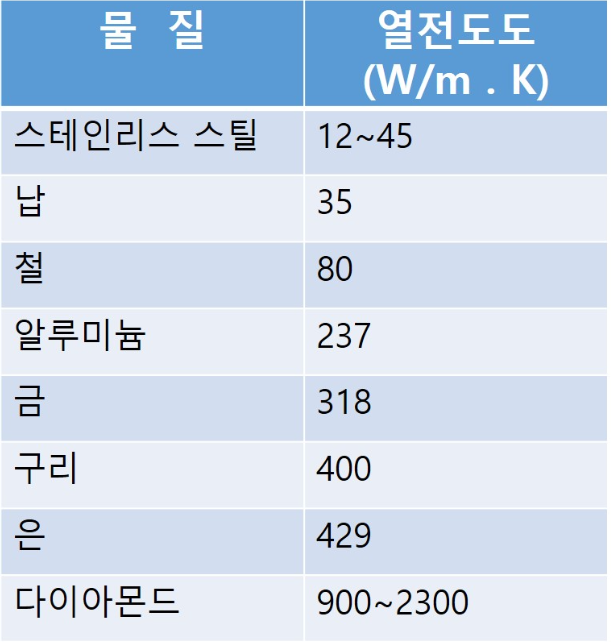 물 질 열전도도
(W/m . K)
스테인리스 스틸 12~45
납 35
철 80
알루미늄 237
금 318
구리 400
은 429
다이아몬드 900~2300